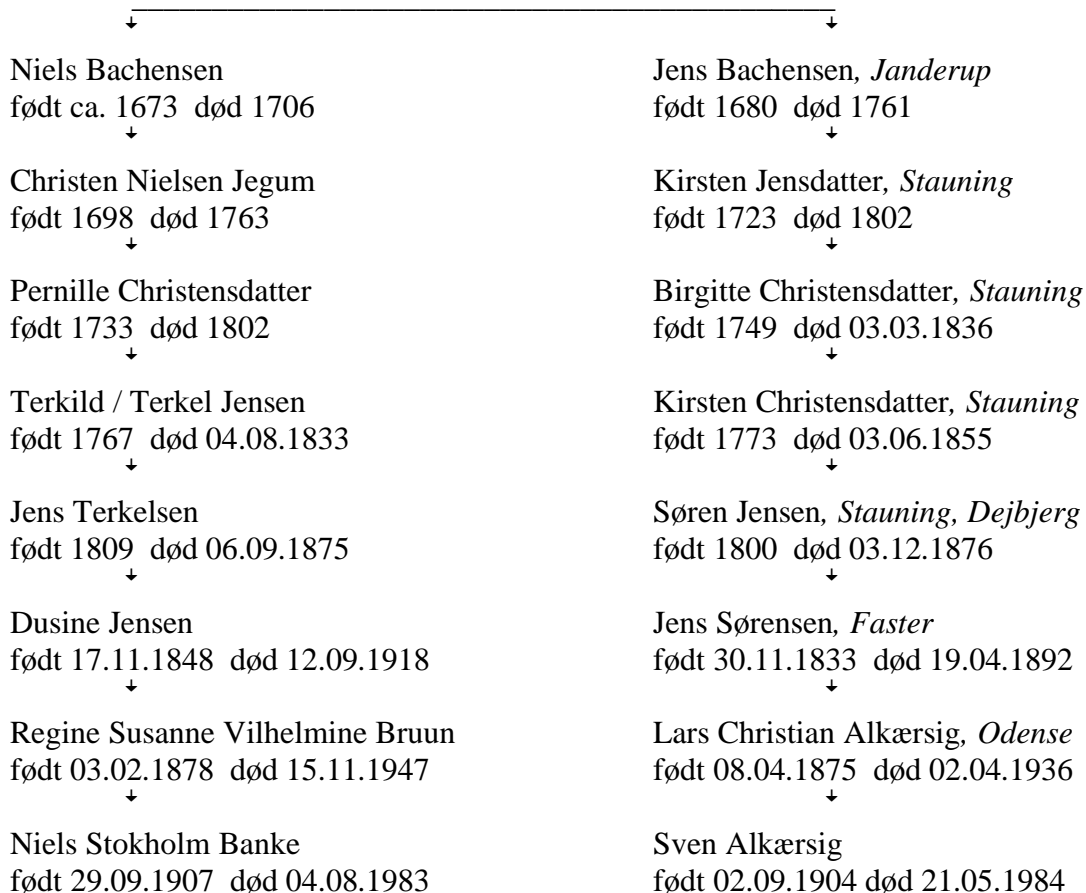 Niels Bachensen
født ca. 1673 død 1706
Christen Nielsen Jegum
født 1698 død 1763
Pernille Christensdatter
født 1733 død 1802
Terkild / Terkel Jensen
født 1767 død 04.08.1833
Jens Terkelsen
født 1809 død 06.09.1875
Dusine Jensen
født 17.11.1848 død 12.09.1918
Regine Susanne Vilhelmine Bruun
født 03.02.1878 død 15.11.1947
Niels Stokholm Banke
født 29.09.1907 død 04.08.1983
Jens Bachensen, Janderup
født 1680 død 1761
Kirsten Jensdatter, Stauning
født 1723 død 1802
Birgitte Christensdatter, Stauning
født 1749 død 03.03.1836
Kirsten Christensdatter, Stauning
født 1773 død 03.06.1855
Søren Jensen, Stauning, Dejbjerg
født 1800 død 03.12.1876
Jens Sørensen, Faster
født 30.11.1833 død 19.04.1892
Lars Christian Alkærsig, Odense
født 08.04.1875 død 02.04.1936
Sven Alkærsig
født 02.09.1904 død 21.05.1984